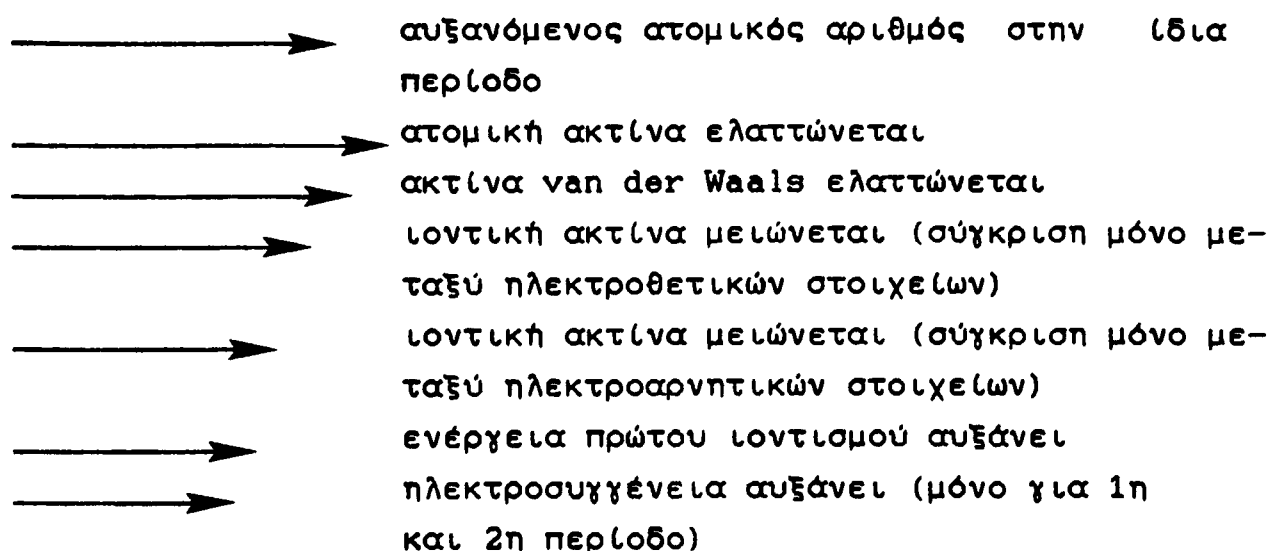 αυξανόμενος ατομικός αριθμός στην ίδια
περίοδο
ατομική ακτίνα ελαττώνεται
ακτίνα van der Waals ελαττώνεται
ιοντική ακτίνα μειώνεται (σύγκριση μόνο με-
ταξύ ηλεκτροθετικών στοιχείων)
ιοντική ακτίνα μειώνεται (σύγκριση μόνο με-
ταξύ ηλεκτροαρνητικών στοιχείων)
ενέργεια πρώτου ιοντισμού αυξάνει
ηλεκτροσυγγένεια αυξάνει (μόνο για 1η
και 2η περίοδο)